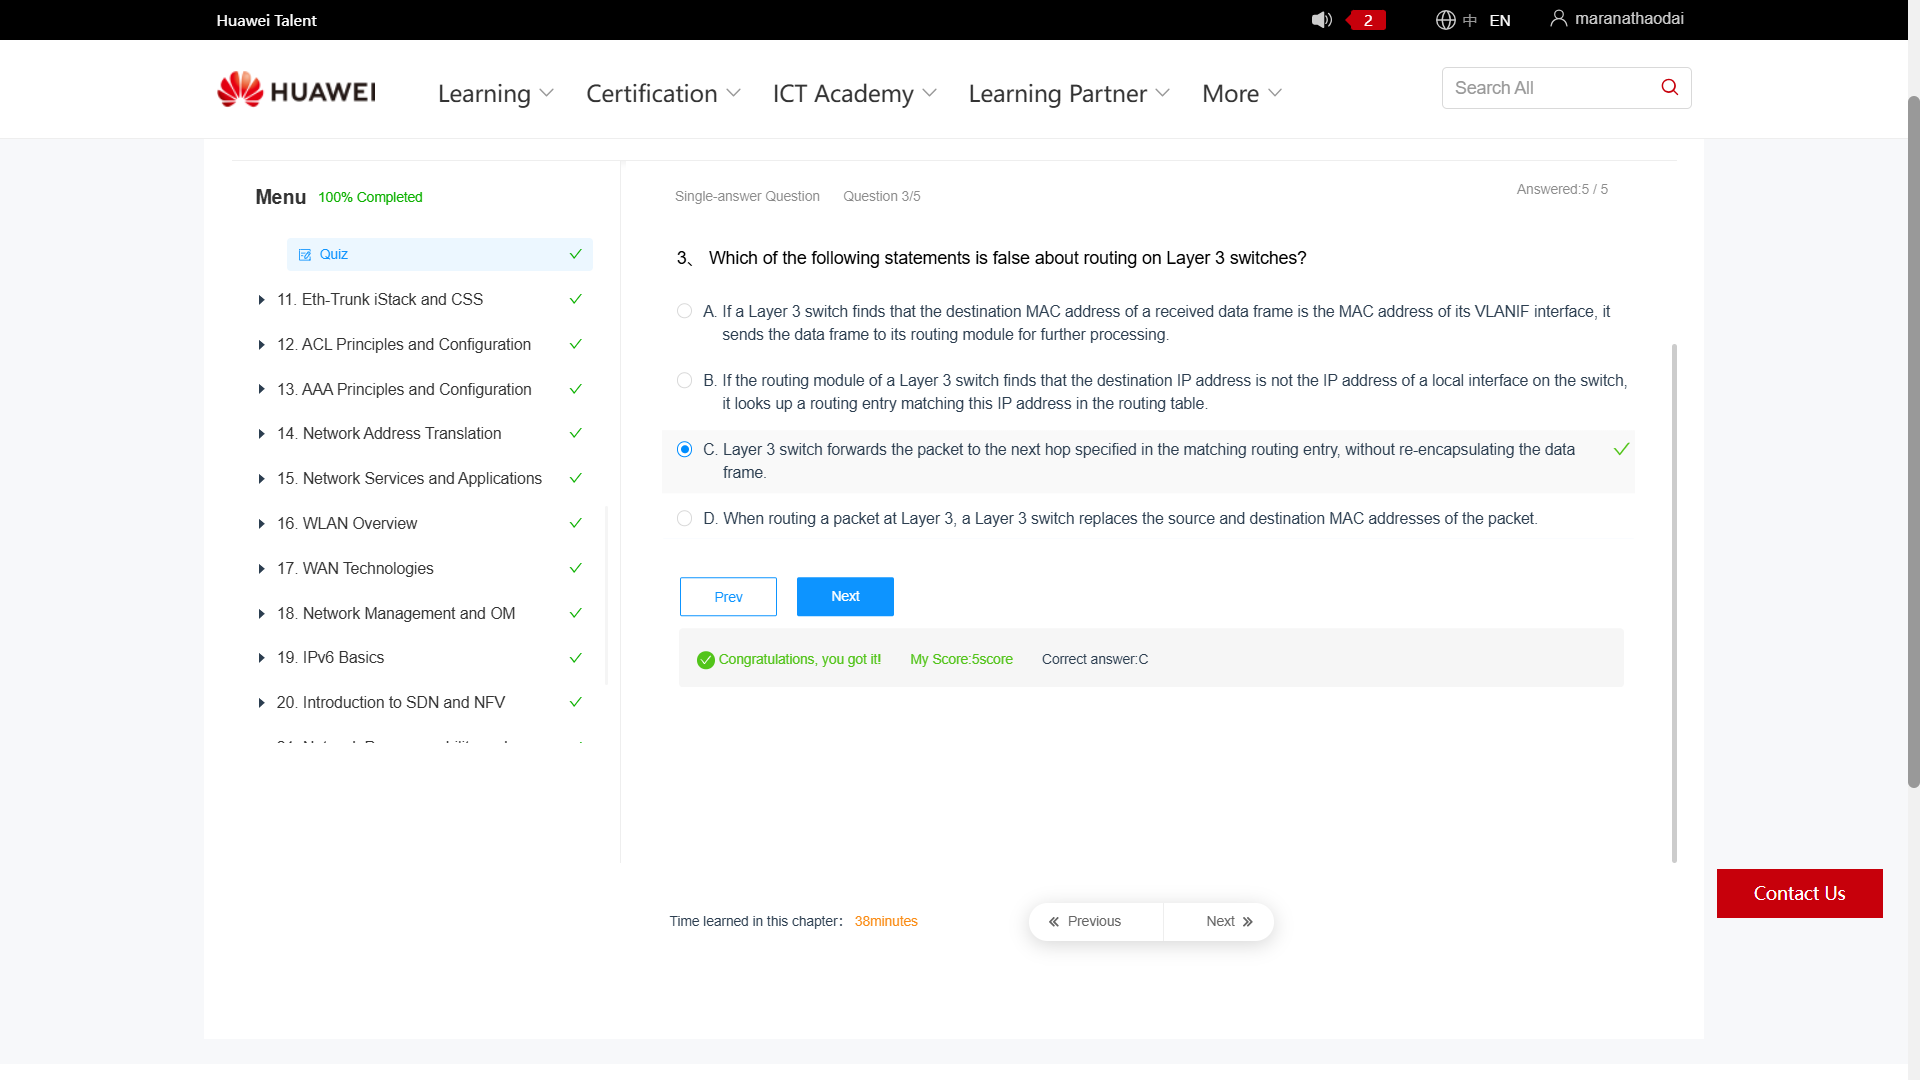 Huawei Talent
2
中 EN
maranathaodai
HUAWEI
Learning
Certification
ICT Academy
Learning Partner
More
Search All
Menu 100% Completed
Quiz
11. Eth-Trunk iStack and CSS
12. ACL Principles and Configuration
13. AAA Principles and Configuration
14. Network Address Translation
15. Network Services and Applications
16. WLAN Overview
17. WAN Technologies
18. Network Management and OM
19. IPv6 Basics
20. Introduction to SDN and NFV
Single-answer Question Question 3/5
Answered:5 / 5
3、 Which of the following statements is false about routing on Layer 3 switches?
A. If a Layer 3 switch finds that the destination MAC address of a received data frame is the MAC address of its VLANIF interface, it
sends the data frame to its routing module for further processing.
B. If the routing module of a Layer 3 switch finds that the destination IP address is not the IP address of a local interface on the switch,
it looks up a routing entry matching this IP address in the routing table.
C. Layer 3 switch forwards the packet to the next hop specified in the matching routing entry, without re-encapsulating the data
frame.
D. When routing a packet at Layer 3, a Layer 3 switch replaces the source and destination MAC addresses of the packet.
Prev
Next
Congratulations, you got it! My Score:5score Correct answer:C
Time learned in this chapter： 38minutes
« Previous
Next »
Contact Us